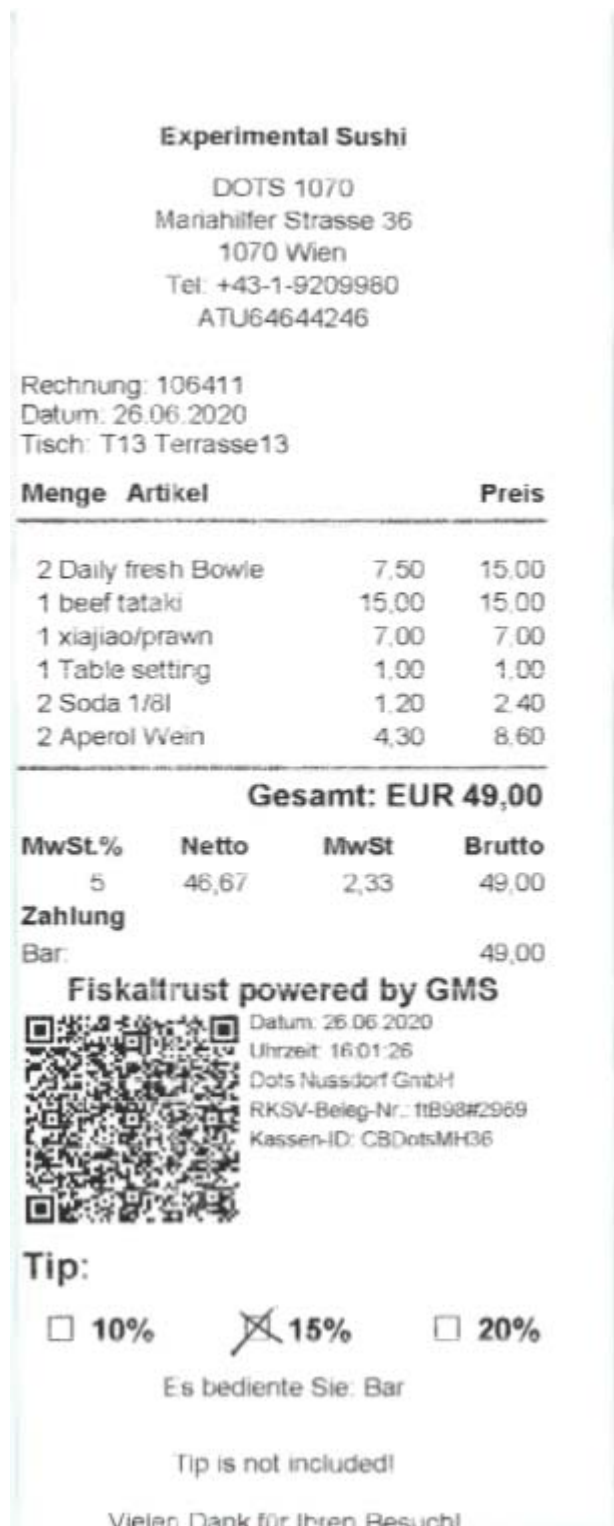 Experimental Sushi
DOTS 1070
Mariahilfer Strasse 36
1070 Wien
Tel: +43-1-9209980
ATU64644246
Rechnung: 106411
Datum: 26.06.2020
Tisch: T13 Terrasse13
Menge Artikel Preis
2 Daily fresh Bowle 7,50 15,00
1 beef tataki 15,00 15,00
1 xiajiao/prawn 7,00 7,00
1 Table setting 1,00 1,00
2 Soda 1/8l 1,20 2,40
2 Aperol Wein 4,30 8,60
Gesamt: EUR 49,00
MwSt.% Netto MwSt Brutto
5 46,67 2,33 49,00
Zahlung
Bar: 49,00
Fiskaltrust powered by GMS
Datum: 26.06.2020
Uhrzeit: 16:01:26
Dots Nussdorf GmbH
RKSV-Beleg-Nr.: ftB98#2969
Kassen-ID: CBDotsMH36
Tip:
10% 15% 20%
Es bediente Sie: Bar
Tip is not included!
Vielen Dank für Ihren Besuch!